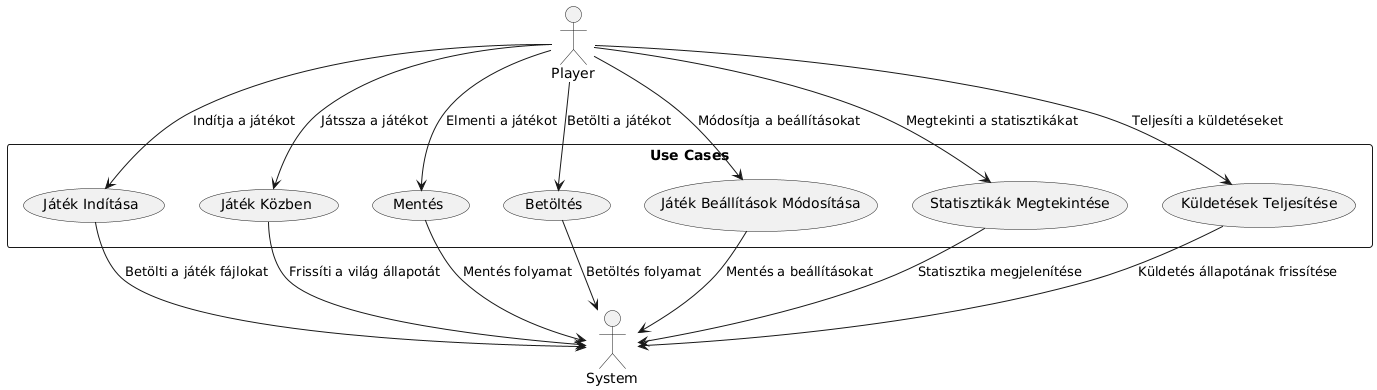 Player
Indítja a játékot
Játssza a játékot
Elmenti a játékot
Betölti a játékot
Módosítja a beállításokat
Megtekinti a statisztikákat
Teljesíti a küldetéseket
Use Cases
Játék Indítása
Játék Közben
Mentés
Betöltés
Játék Beállítások Módosítása
Statisztikák Megtekintése
Küldetések Teljesítése
Betölti a játék fájlokat
Frissíti a világ állapotát
Mentés folyamat
Betöltés folyamat
Mentés a beállításokat
Statisztika megjelenítése
Küldetés állapotának frissítése
System